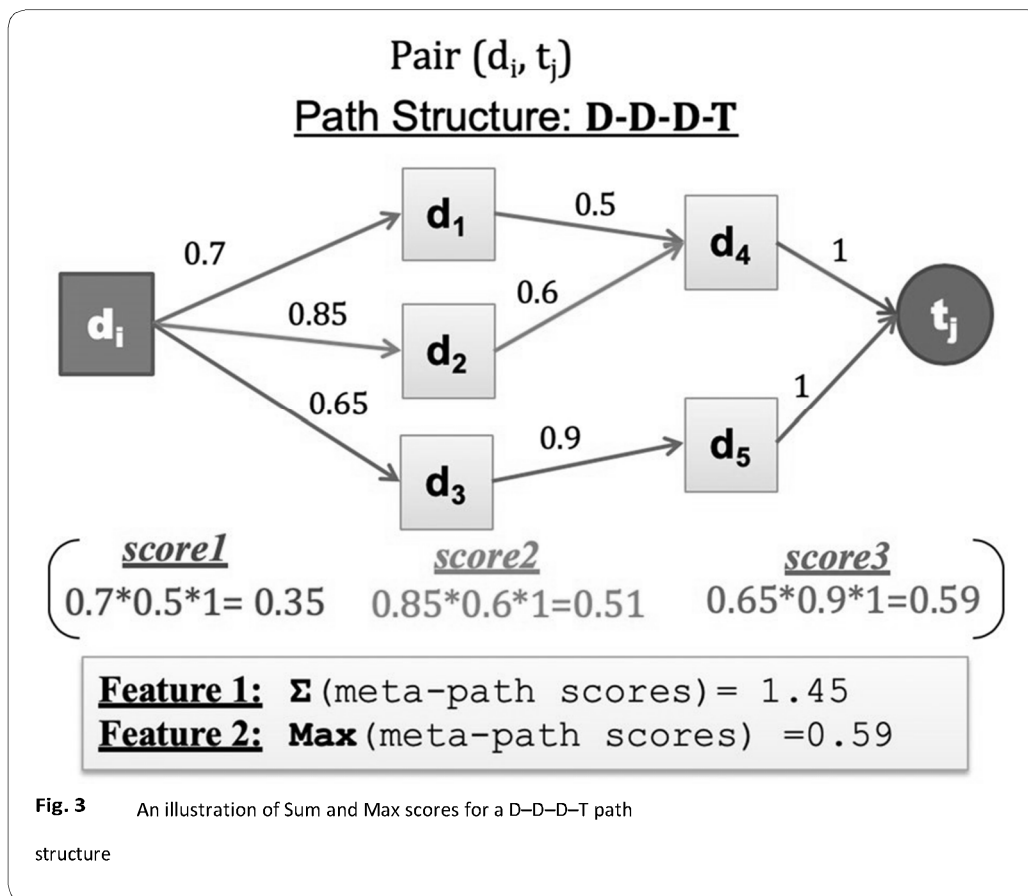 Pair (dᵢ, tⱼ)
Path Structure: D-D-D-T
d₁
0.5
0.7
d₄
1
0.85
0.6
dᵢ
d₂
tⱼ
0.65
1
0.9
d₃
d₅
score1
score2
score3
0.7*0.5*1= 0.35
0.85*0.6*1=0.51
0.65*0.9*1=0.59
Feature 1: Σ(meta-path scores)= 1.45
Feature 2: Max(meta-path scores) =0.59
Fig. 3 An illustration of Sum and Max scores for a D–D–D–T path
structure